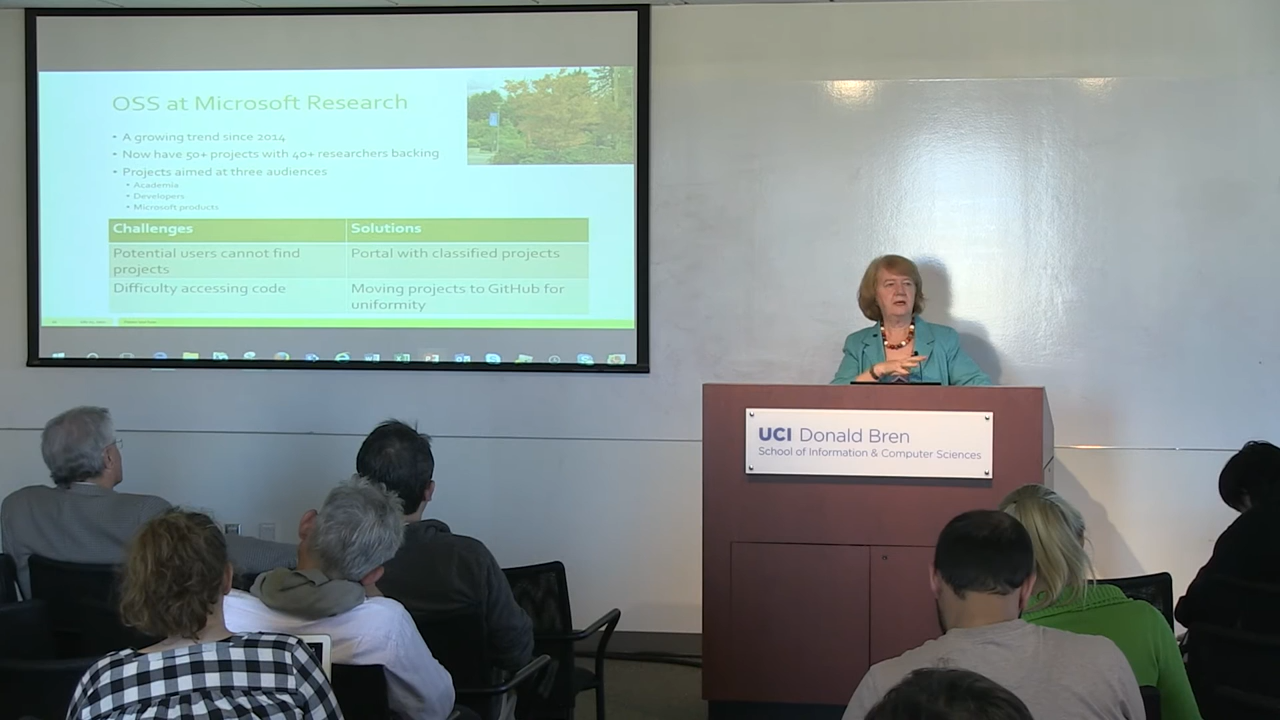 OSS at Microsoft Research
A growing trend since 2014
Now have 50+ projects with 40+ researchers backing
Projects aimed at three audiences
Academia
Developers
Microsoft products
Challenges Solutions
Potential users cannot find projects
Portal with classified projects
Difficulty accessing code
Moving projects to GitHub for uniformity
UCI Donald Bren
School of Information & Computer Sciences